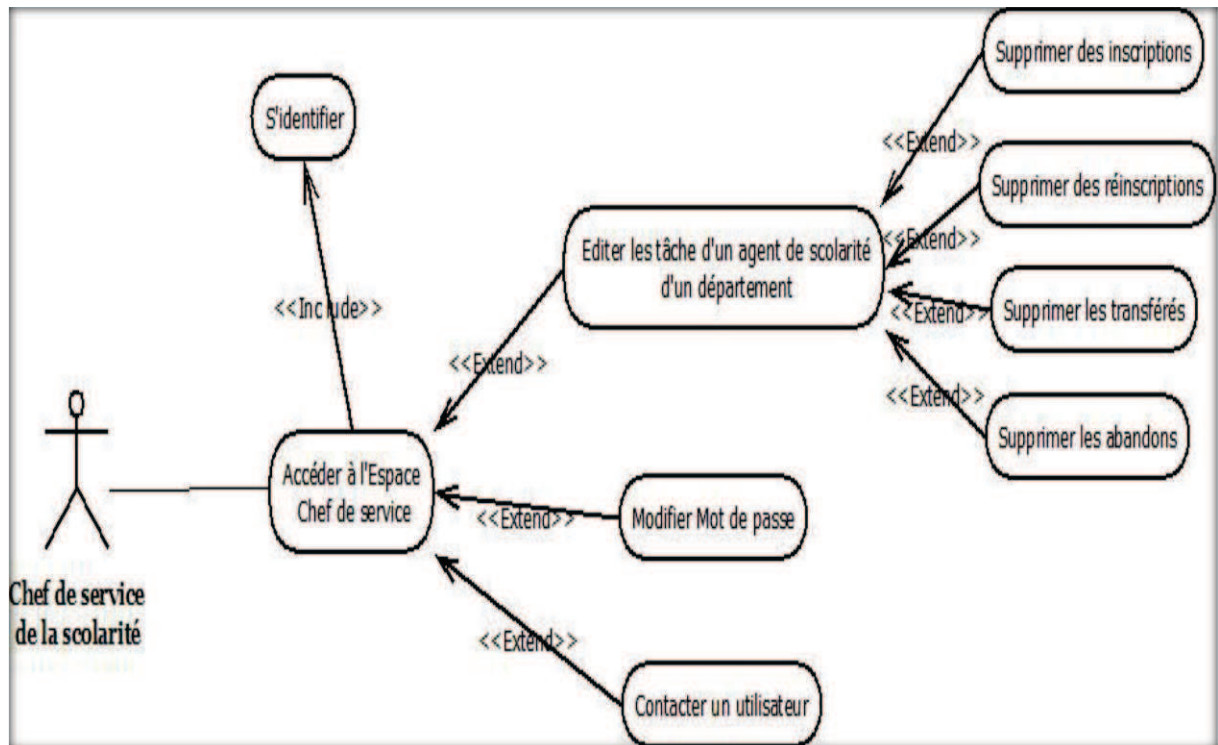 Supprimer des inscriptions
S'identifier
<<Extend>>
Supprimer des réinscriptions
<<Extend>>
Editer les tâche d'un agent de scolarité
d'un département
<<Include>>
<<Extend>>
Supprimer les transférés
<<Extend>>
<<Extend>>
Supprimer les abandons
Accéder à l'Espace
Chef de service
<<Extend>>
Modifier Mot de passe
Chef de service
de la scolarité
<<Extend>>
Contacter un utilisateur